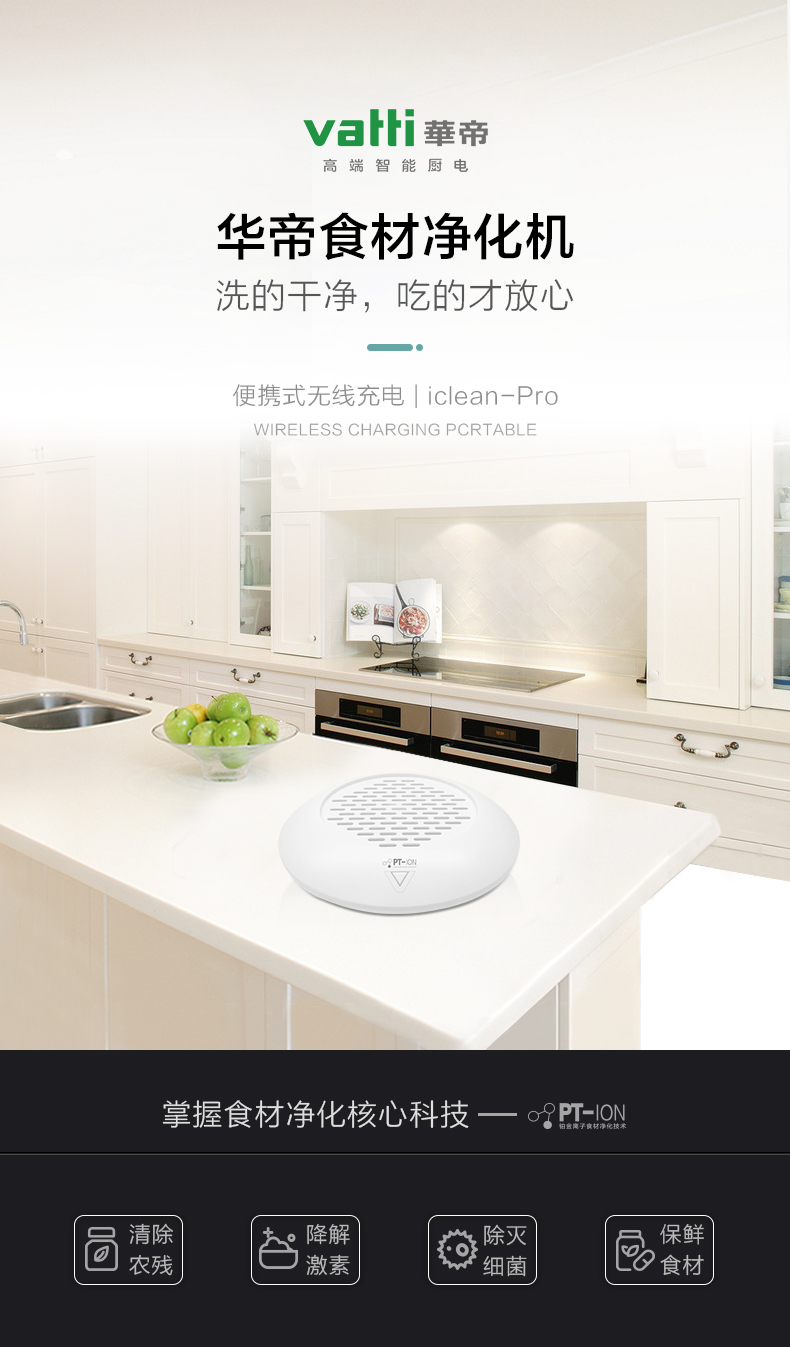 vatti 華帝
高端智能厨电
华帝食材净化机
洗的干净，吃的才放心
便携式无线充电 | iclean-Pro
WIRELESS CHARGING PCRTABLE
PT-ION
掌握食材净化核心科技 — PT-ION
铂金离子食材净化技术
清除
农残
降解
激素
除灭
细菌
保鲜
食材